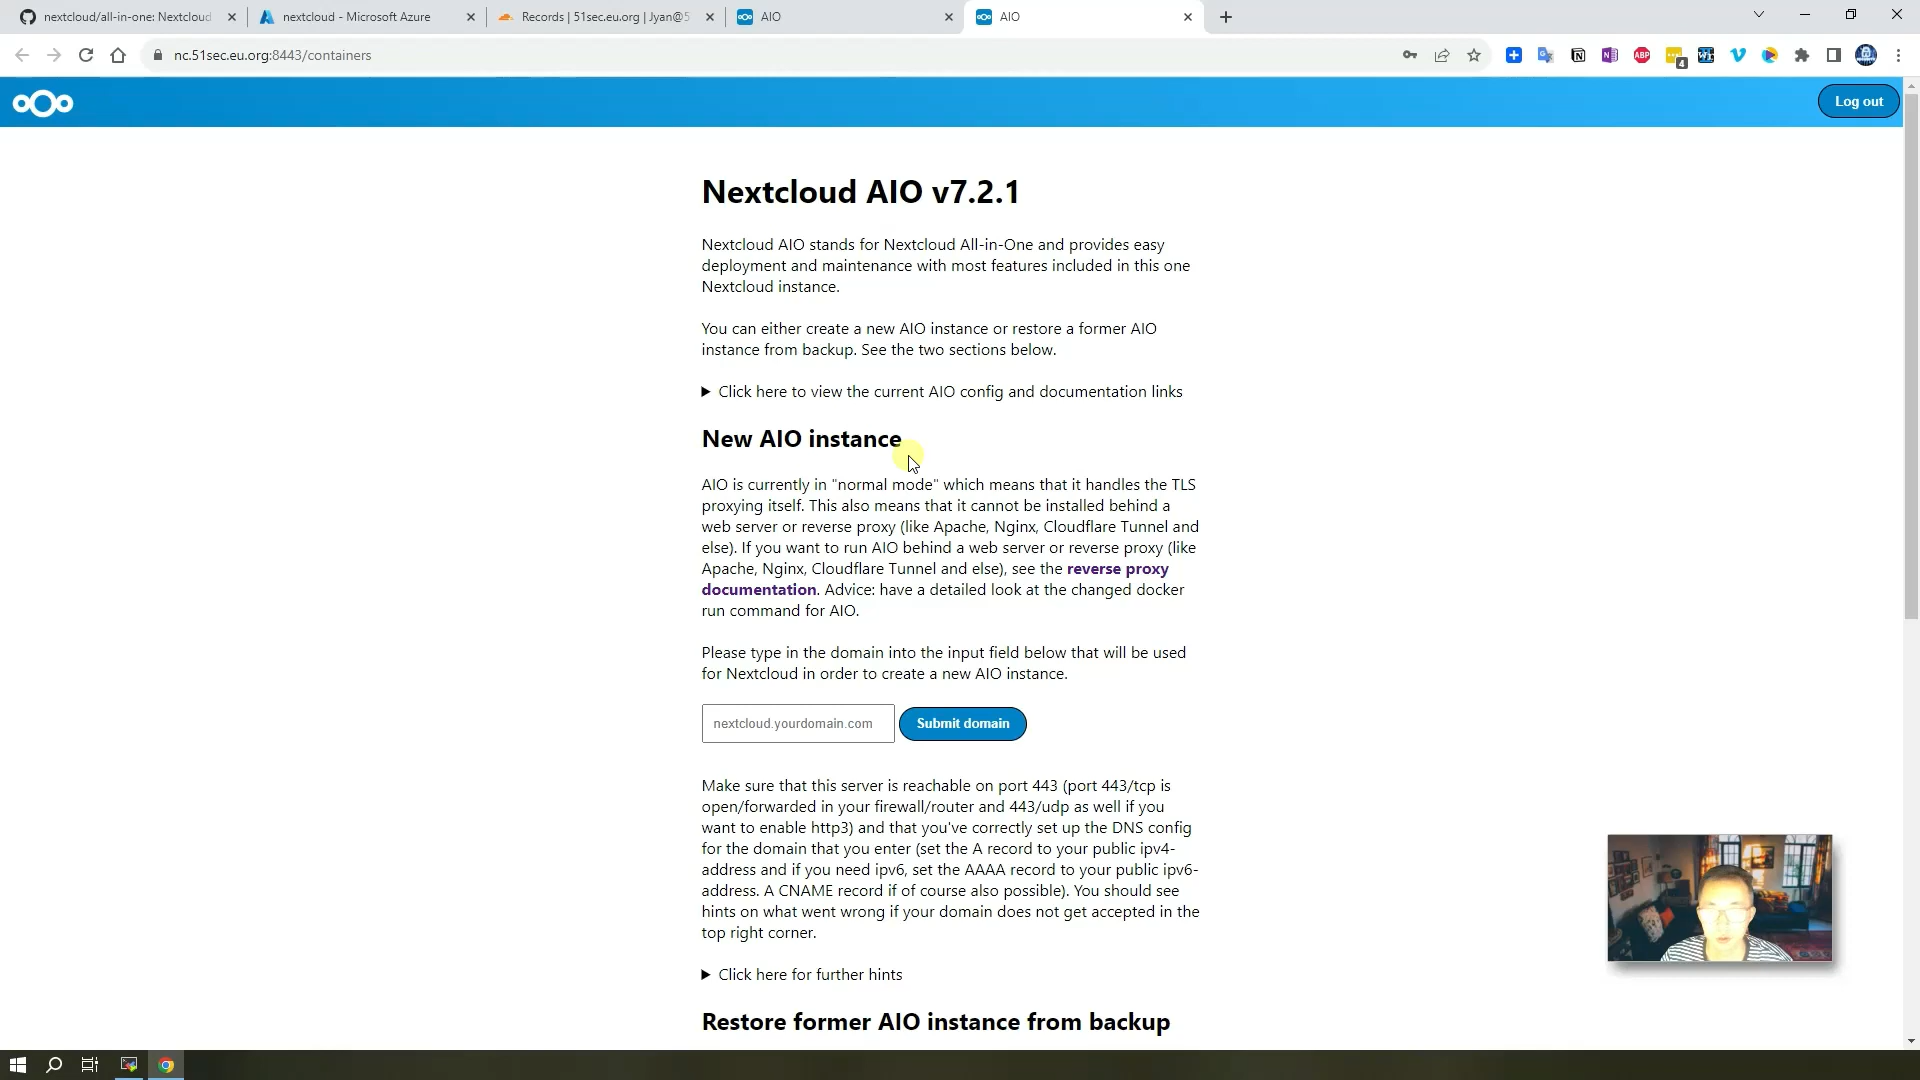 nextcloud/all-in-one: Nextcloud
nextcloud - Microsoft Azure
Records | 51sec.eu.org | Jyan@5
AIO
AIO
nc.51sec.eu.org:8443/containers
ABP
4
Log out
Nextcloud AIO v7.2.1
Nextcloud AIO stands for Nextcloud All-in-One and provides easy
deployment and maintenance with most features included in this one
Nextcloud instance.
You can either create a new AIO instance or restore a former AIO
instance from backup. See the two sections below.
Click here to view the current AIO config and documentation links
New AIO instance
AIO is currently in "normal mode" which means that it handles the TLS
proxying itself. This also means that it cannot be installed behind a
web server or reverse proxy (like Apache, Nginx, Cloudflare Tunnel and
else). If you want to run AIO behind a web server or reverse proxy (like
Apache, Nginx, Cloudflare Tunnel and else), see the reverse proxy
documentation. Advice: have a detailed look at the changed docker
run command for AIO.
Please type in the domain into the input field below that will be used
for Nextcloud in order to create a new AIO instance.
nextcloud.yourdomain.com
Submit domain
Make sure that this server is reachable on port 443 (port 443/tcp is
open/forwarded in your firewall/router and 443/udp as well if you
want to enable http3) and that you've correctly set up the DNS config
for the domain that you enter (set the A record to your public ipv4-
address and if you need ipv6, set the AAAA record to your public ipv6-
address. A CNAME record if of course also possible). You should see
hints on what went wrong if your domain does not get accepted in the
top right corner.
Click here for further hints
Restore former AIO instance from backup